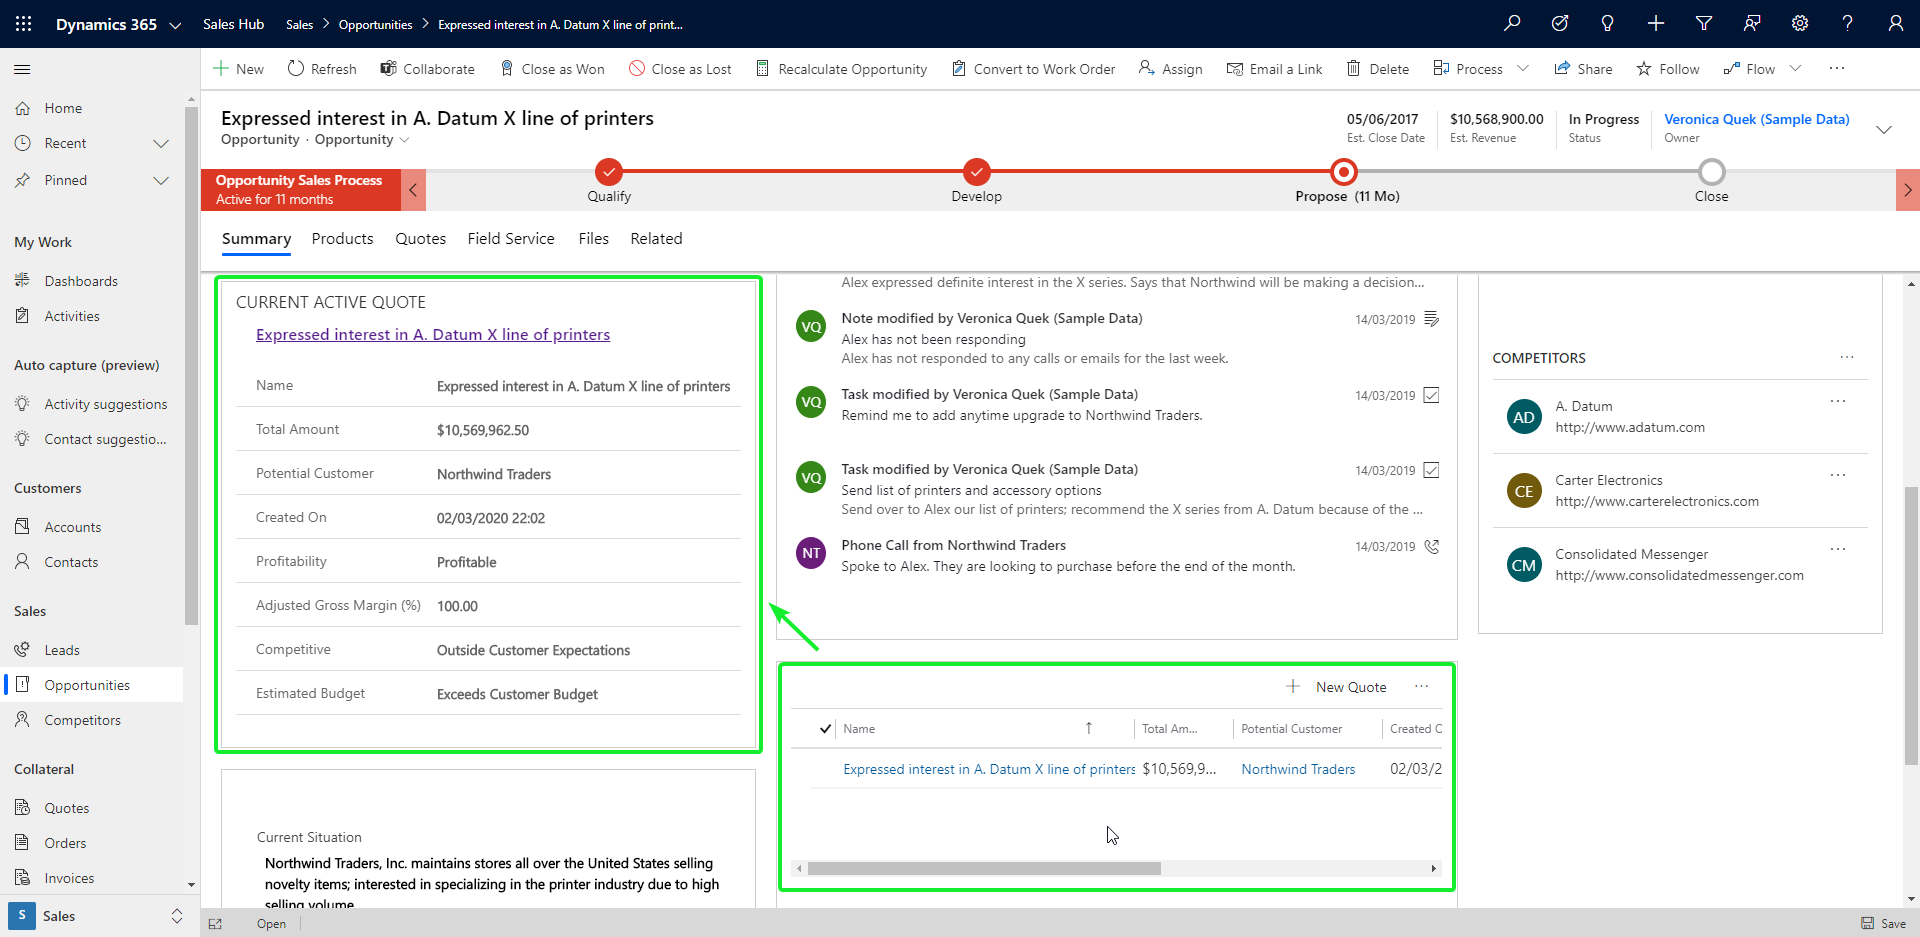 Dynamics 365
Sales Hub
Sales > Opportunities > Expressed interest in A. Datum X line of print...
New
Refresh
Collaborate
Close as Won
Close as Lost
Recalculate Opportunity
Convert to Work Order
Assign
Email a Link
Delete
Process
Share
Follow
Flow
Home
Recent
Pinned
My Work
Dashboards
Activities
Auto capture (preview)
Activity suggestions
Contact suggestio...
Customers
Accounts
Contacts
Sales
Leads
Opportunities
Competitors
Collateral
Quotes
Orders
Invoices
S Sales
Expressed interest in A. Datum X line of printers
Opportunity · Opportunity
05/06/2017
Est. Close Date
$10,568,900.00
Est. Revenue
In Progress
Status
Veronica Quek (Sample Data)
Owner
Opportunity Sales Process
Active for 11 months
Qualify
Develop
Propose (11 Mo)
Close
Summary
Products
Quotes
Field Service
Files
Related
CURRENT ACTIVE QUOTE
Expressed interest in A. Datum X line of printers
Name Expressed interest in A. Datum X line of printers
Total Amount $10,569,962.50
Potential Customer Northwind Traders
Created On 02/03/2020 22:02
Profitability Profitable
Adjusted Gross Margin (%) 100.00
Competitive Outside Customer Expectations
Estimated Budget Exceeds Customer Budget
Current Situation
Northwind Traders, Inc. maintains stores all over the United States selling
novelty items; interested in specializing in the printer industry due to high
selling volume
Alex expressed definite interest in the X series. Says that Northwind will be making a decision...
VQ
Note modified by Veronica Quek (Sample Data) 14/03/2019
Alex has not been responding
Alex has not responded to any calls or emails for the last week.
VQ
Task modified by Veronica Quek (Sample Data) 14/03/2019
Remind me to add anytime upgrade to Northwind Traders.
VQ
Task modified by Veronica Quek (Sample Data) 14/03/2019
Send list of printers and accessory options
Send over to Alex our list of printers; recommend the X series from A. Datum because of the ...
NT
Phone Call from Northwind Traders 14/03/2019
Spoke to Alex. They are looking to purchase before the end of the month.
New Quote
Name Total Am... Potential Customer Created O
Expressed interest in A. Datum X line of printers $10,569,9... Northwind Traders 02/03/2
COMPETITORS
AD
A. Datum
http://www.adatum.com
CE
Carter Electronics
http://www.carterelectronics.com
CM
Consolidated Messenger
http://www.consolidatedmessenger.com
Open
Save